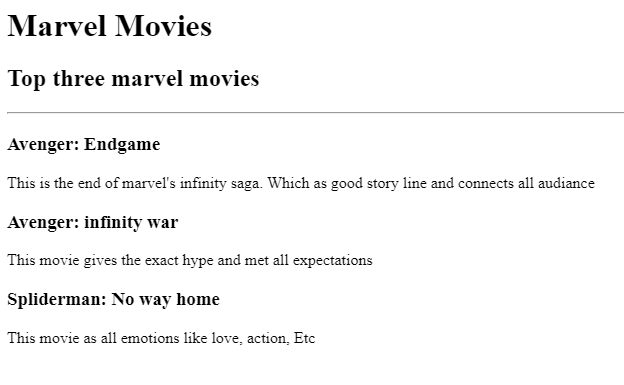 Marvel Movies
Top three marvel movies
Avenger: Endgame
This is the end of marvel's infinity saga. Which as good story line and connects all audiance
Avenger: infinity war
This movie gives the exact hype and met all expectations
Spliderman: No way home
This movie as all emotions like love, action, Etc